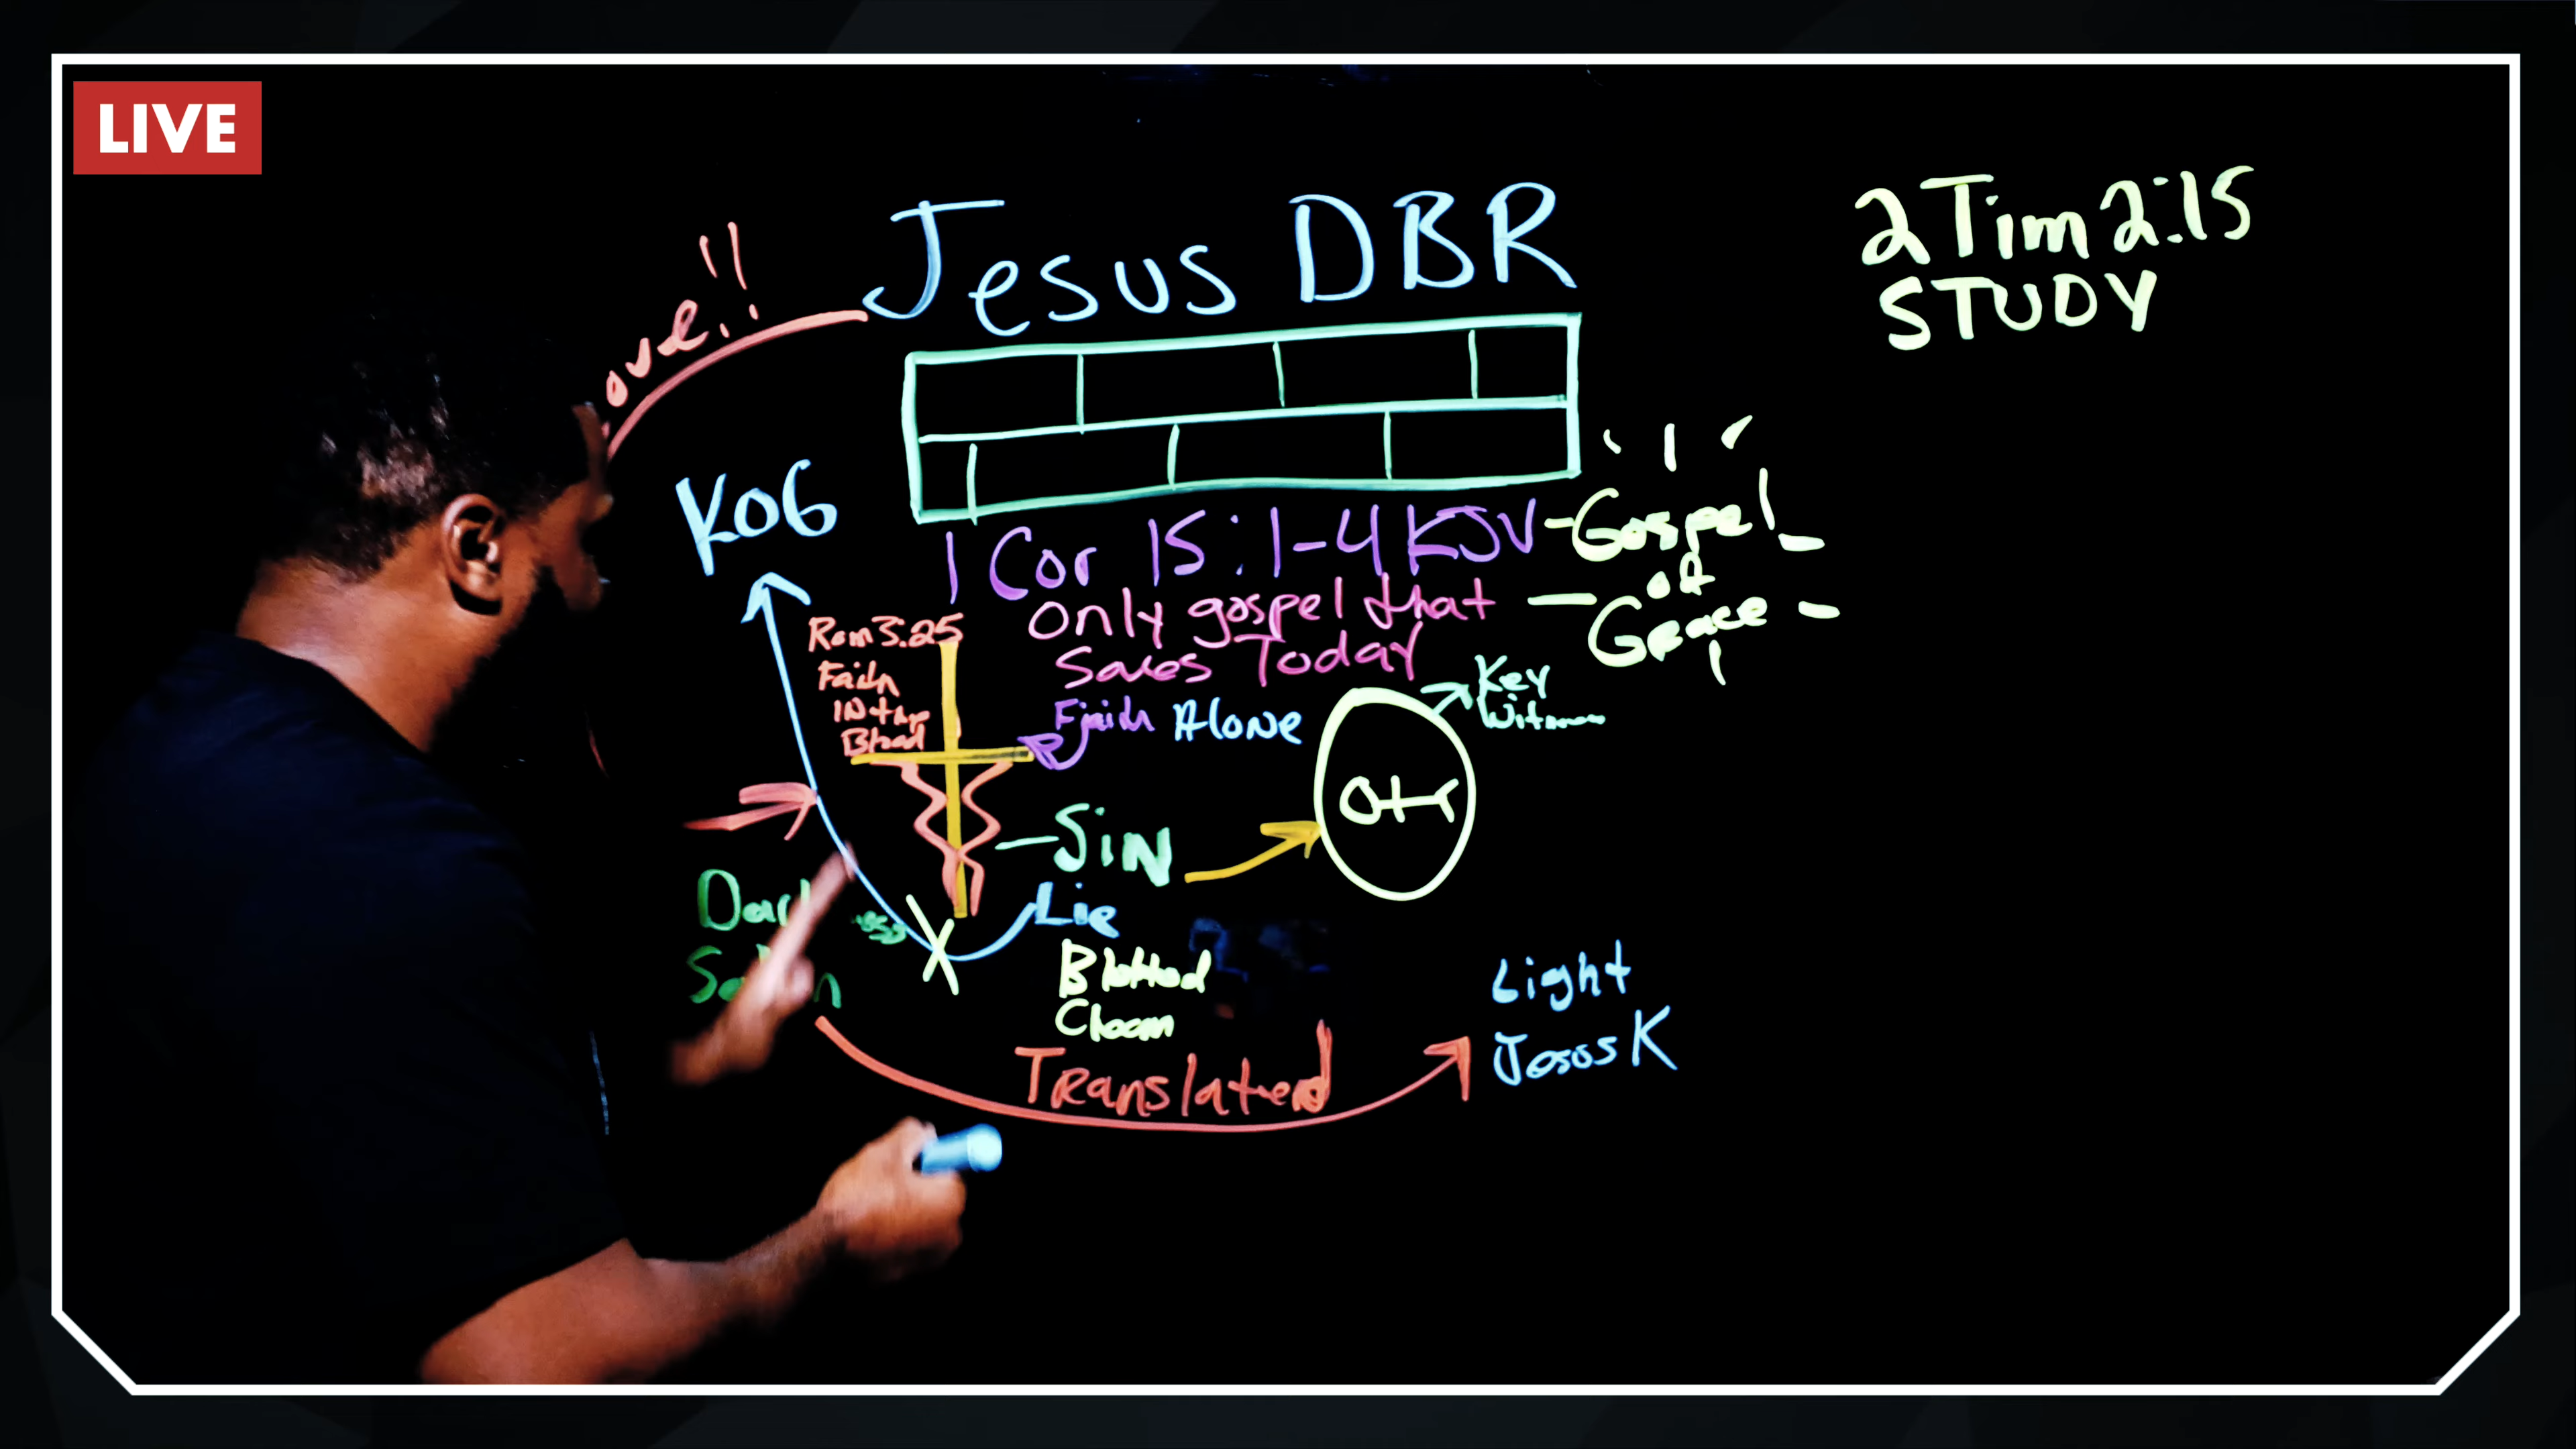 LIVE
Jesus DBR
2 Tim 2:15
STUDY
ove!!
KOG
1 Cor 15:1-4 KJV - Gospel
of
Grace
Only gospel that
Saves Today
Rom 3:25
Faith
IN the
Blood
Faith Alone
Key
Witness
SiN
Lie
Blotted
Clean
Translated
Light
Jesus K